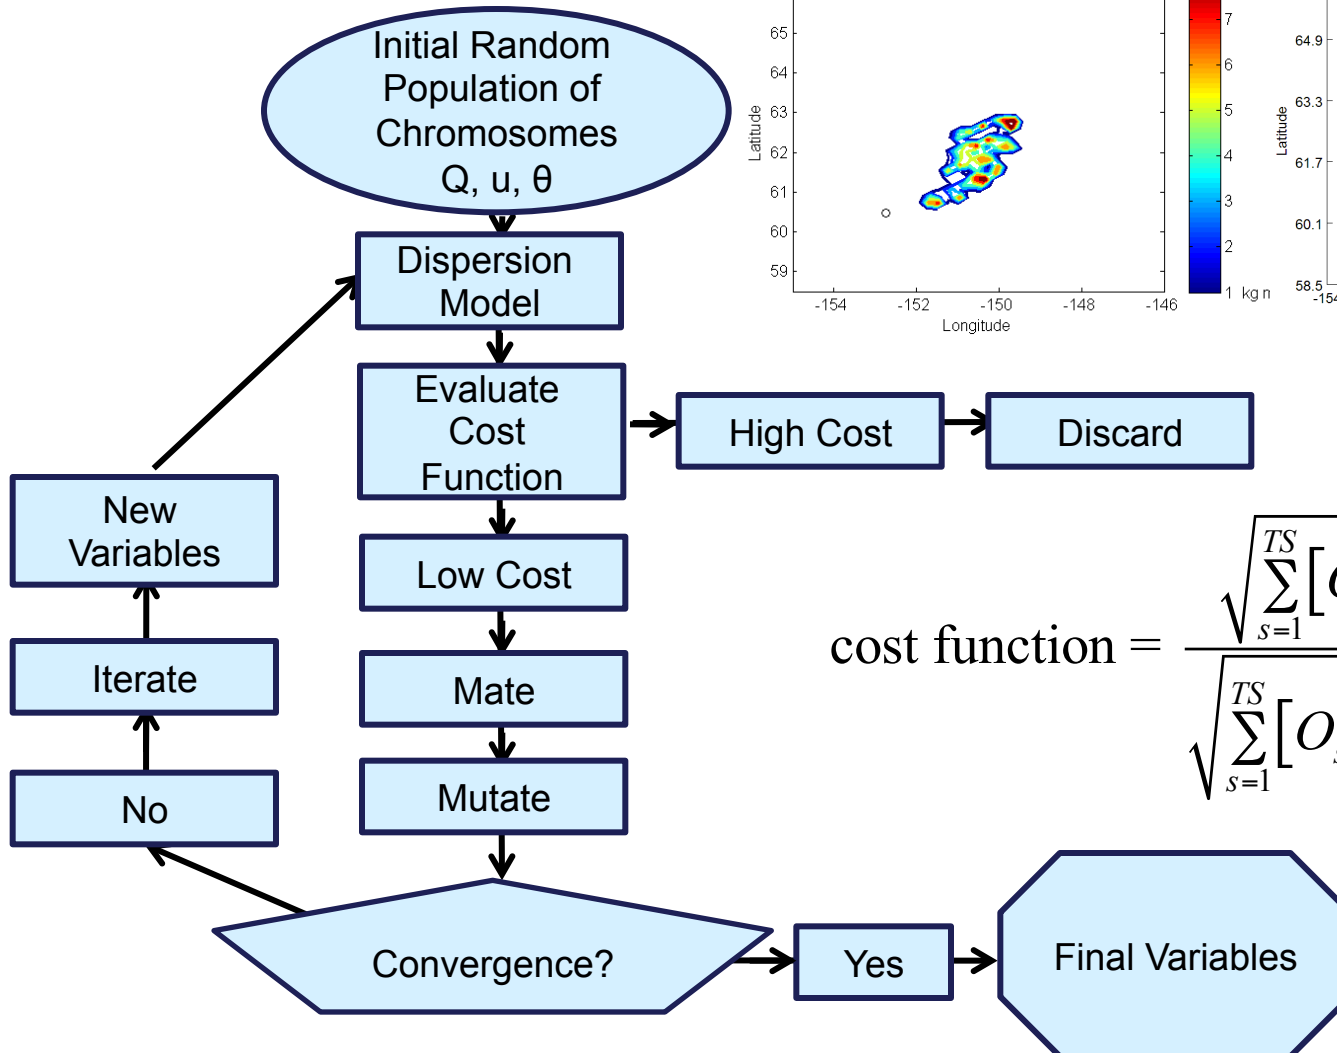 Initial Random
Population of
Chromosomes
Q, u, θ
Dispersion
Model
Evaluate
Cost
Function
High Cost
Discard
Low Cost
Mate
Mutate
Convergence?
No
Iterate
New
Variables
Yes
Final Variables
65
64
63
62
61
60
59
Latitude
-154
-152
-150
-148
-146
Longitude
7
6
5
4
3
2
1
kg
64.9
63.3
61.7
60.1
58.5
Latitude
cost function =
TS
∑ [
s=1
TS
∑ [O
s=1